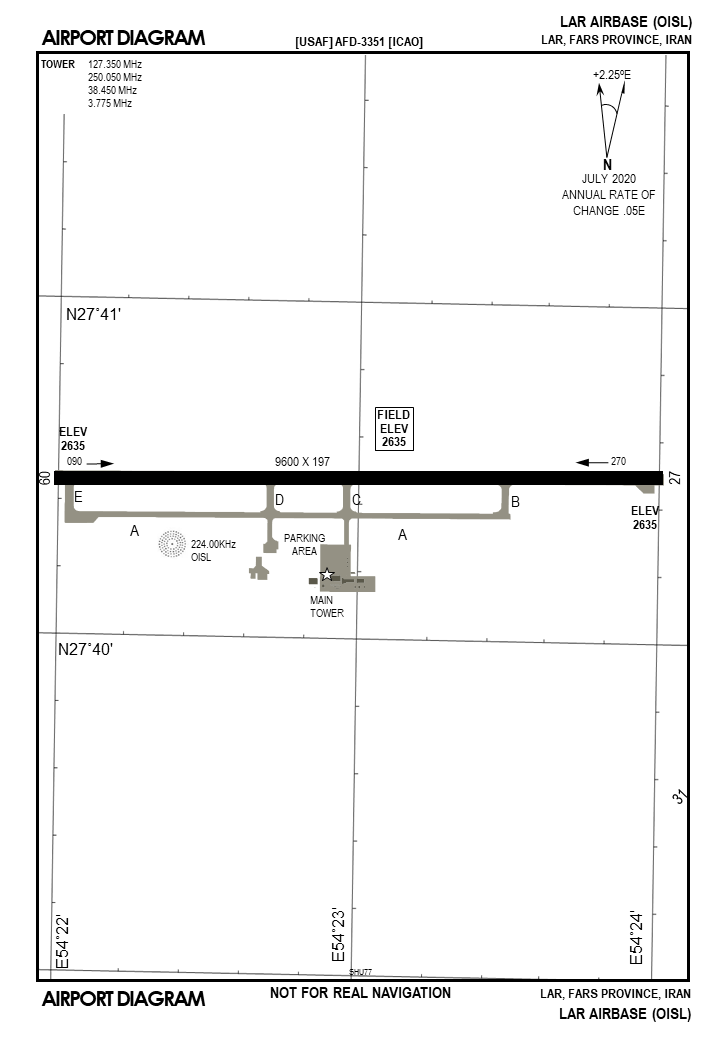 LAR AIRBASE (OISL)
AIRPORT DIAGRAM
[USAF] AFD-3351 [ICAO]
LAR, FARS PROVINCE, IRAN
TOWER 127.350 MHz
250.050 MHz
38.450 MHz
3.775 MHz
+2.25ºE
N
JULY 2020
ANNUAL RATE OF
CHANGE .05E
N27°41'
FIELD
ELEV
2635
ELEV
2635
090
9600 X 197
270
09
27
E
D
C
B
ELEV
2635
A
A
224.00KHz
OISL
PARKING
AREA
MAIN
TOWER
N27°40'
31
E54°22'
E54°23'
E54°24'
SHU77
AIRPORT DIAGRAM
NOT FOR REAL NAVIGATION
LAR, FARS PROVINCE, IRAN
LAR AIRBASE (OISL)